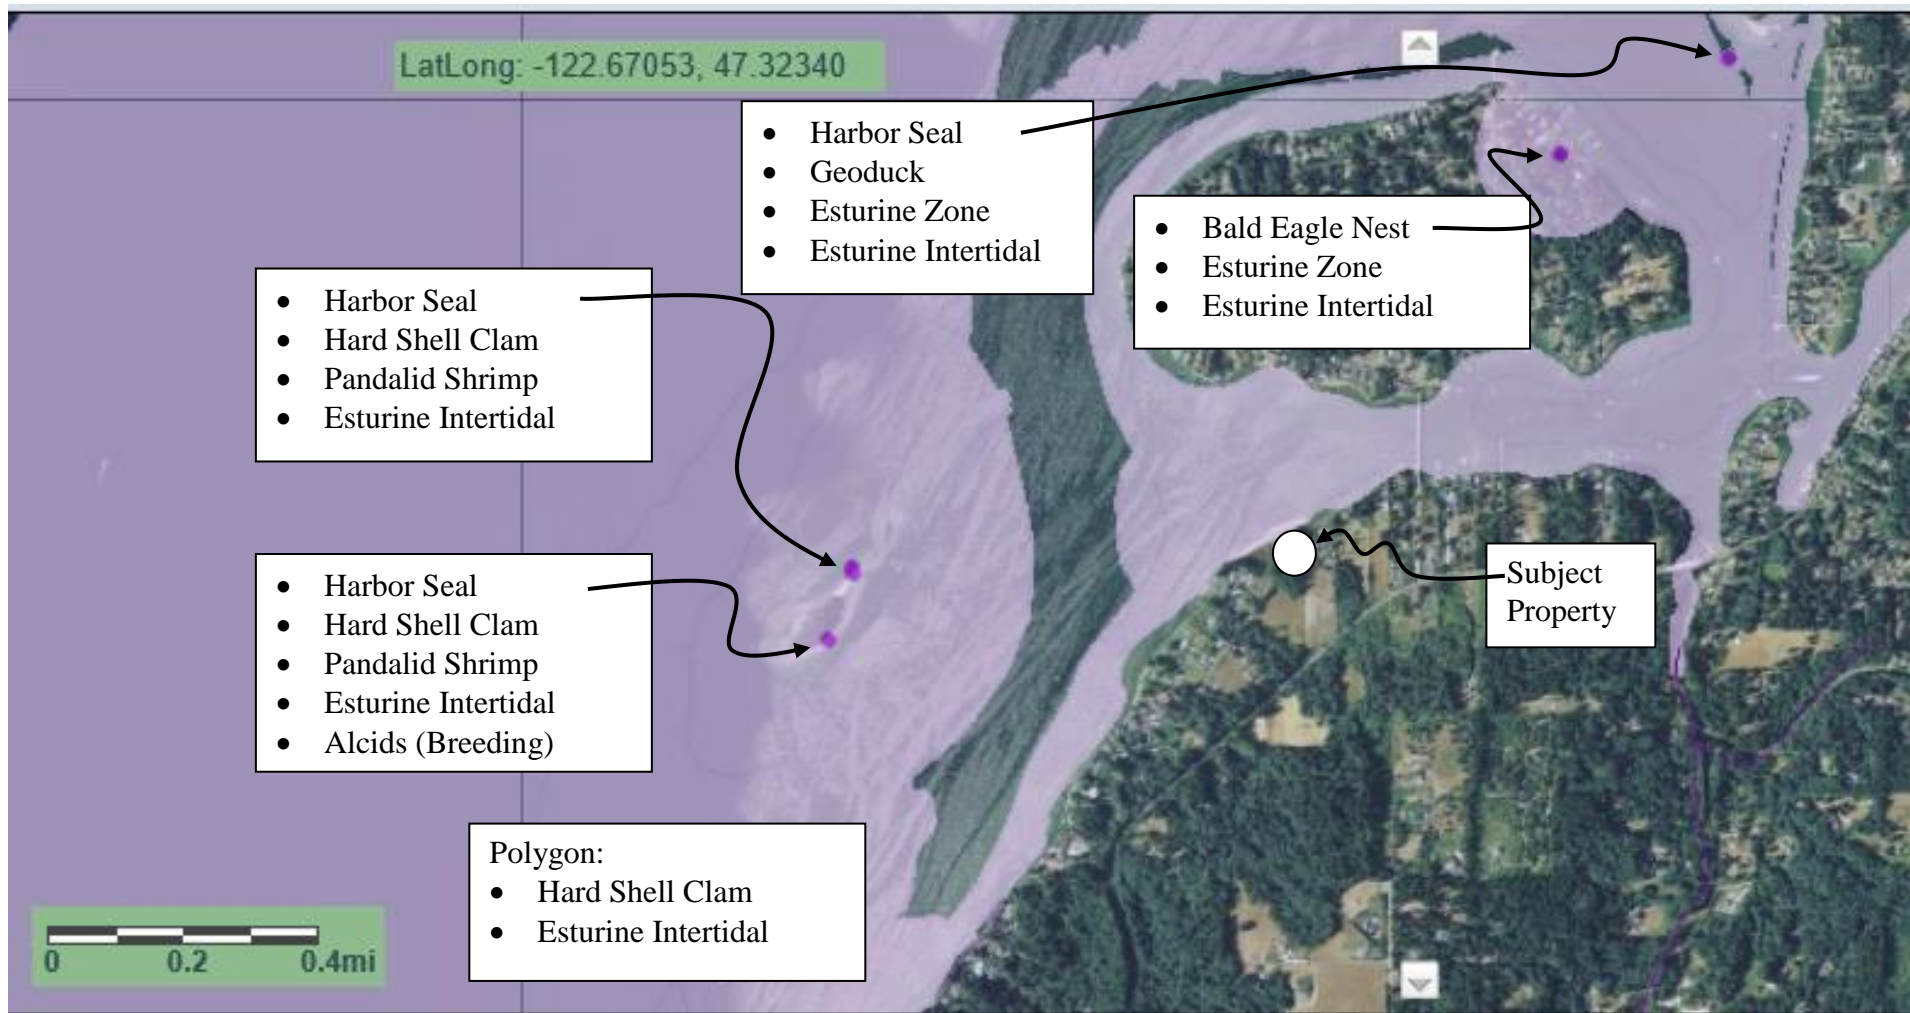 LatLong: -122.67053, 47.32340
• Harbor Seal
• Geoduck
• Esturine Zone
• Esturine Intertidal
• Bald Eagle Nest
• Esturine Zone
• Esturine Intertidal
• Harbor Seal
• Hard Shell Clam
• Pandalid Shrimp
• Esturine Intertidal
• Harbor Seal
• Hard Shell Clam
• Pandalid Shrimp
• Esturine Intertidal
• Alcids (Breeding)
Subject
Property
Polygon:
• Hard Shell Clam
• Esturine Intertidal
0 0.2 0.4mi